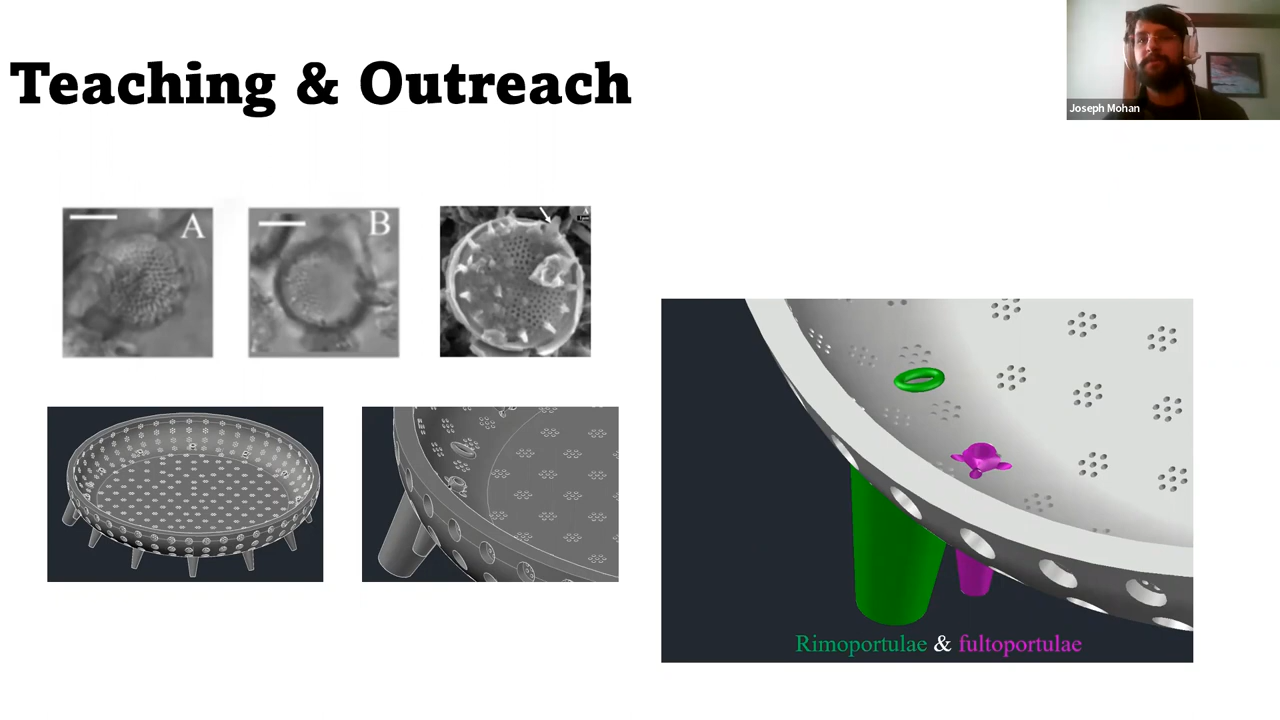 Teaching & Outreach
Joseph Mohan
A
B
Rimoportulae & fultoportulae